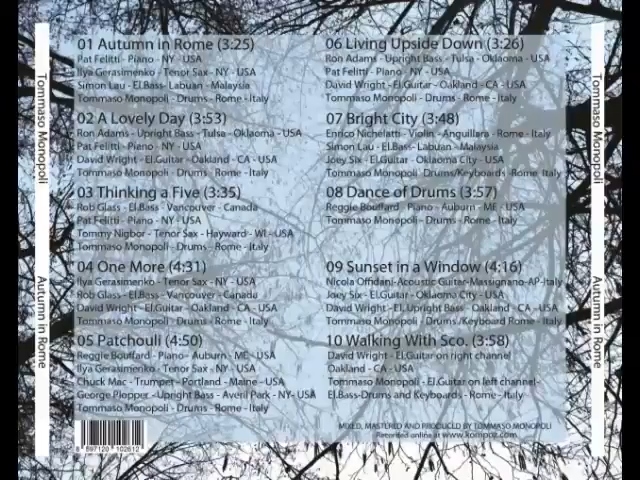 Tommaso Monopoli
Autumn in Rome
01 Autumn in Rome (3:25)
Pat Felitti - Piano - NY - USA
Ilya Gerasimenko - Tenor Sax - NY - USA
Simon Lau - El.Bass- Labuan - Malaysia
Tommaso Monopoli - Drums - Rome - Italy
02 A Lovely Day (3:53)
Ron Adams - Upright Bass - Tulsa - Oklaoma - USA
Pat Felitti - Piano - NY - USA
David Wright - El.Guitar - Oakland - CA - USA
Tommaso Monopoli - Drums - Rome - Italy
03 Thinking a Five (3:35)
Rob Glass - El.Bass - Vancouver - Canada
Pat Felitti - Piano - NY - USA
Tommy Nigbor - Tenor Sax - Hayward - WI - USA
Tommaso Monopoli - Drums - Rome - Italy
04 One More (4:31)
Ilya Gerasimenko - Tenor Sax - NY - USA
Rob Glass - El.Bass - Vancouver - Canada
David Wright - El.Guitar - Oakland - CA - USA
Tommaso Monopoli - Drums - Rome - Italy
05 Patchouli (4:50)
Reggie Bouffard - Piano - Auburn - ME - USA
Ilya Gerasimenko - Tenor Sax - NY - USA
Chuck Mac - Trumpet - Portland - Maine - USA
George Plopper - Upright Bass - Averil Park - NY- USA
Tommaso Monopoli - Drums - Rome - Italy
8 897120 102612
06 Living Upside Down (3:26)
Ron Adams - Upright Bass - Tulsa - Oklaoma - USA
Pat Felitti - Piano - NY - USA
David Wright - El.Guitar - Oakland - CA - USA
Tommaso Monopoli - Drums - Rome - Italy
07 Bright City (3:48)
Enrico Nichelatti - Violin - Anguillara - Rome - Italy
Simon Lau - El.Bass- Labuan - Malaysia
Joey Six - El.Guitar - Oklaoma City - USA
Tommaso Monopoli- Drums/Keyboards -Rome- Italy
08 Dance of Drums (3:57)
Reggie Bouffard - Piano - Auburn - ME - USA
Tommaso Monopoli - Drums - Rome - Italy
09 Sunset in a Window (4:16)
Nicola Offidani-Acoustic Guitar-Massignano-AP-Italy
Joey Six - El.Guitar - Oklaoma City - USA
David Wright - El.Upright Bass - Oakland - CA - USA
Tommaso Monopoli - Drums /Keyboard Rome - Italy
10 Walking With Sco. (3:58)
David Wright - El.Guitar on right channel
Oakland - CA - USA
Tommaso Monopoli - El.Guitar on left channel-
El.Bass-Drums and Keyboards - Rome - Italy
MIXED, MASTERED AND PRODUCED BY TOMMASO MONOPOLI
Recorded online at www.kompoz.com
Tommaso Monopoli
Autumn in Rome